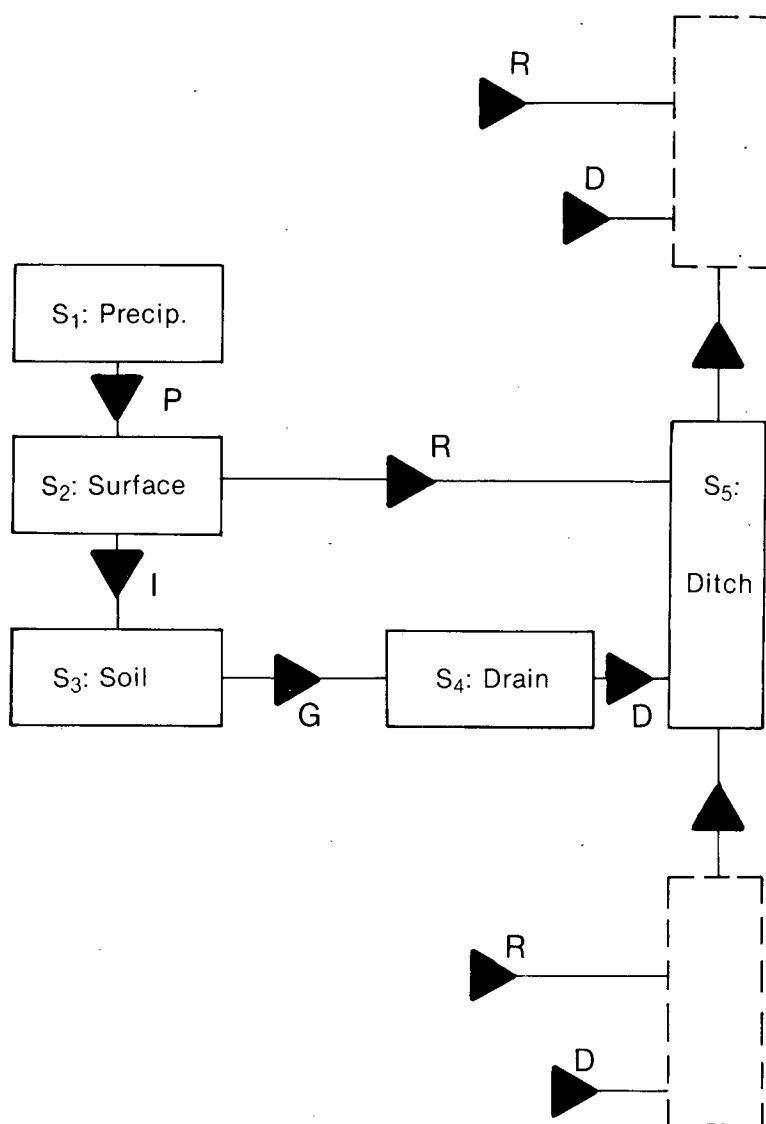 R
D
S₁: Precip.
P
S₂: Surface
R
S₅:
Ditch
I
S₃: Soil
G
S₄: Drain
D
R
D